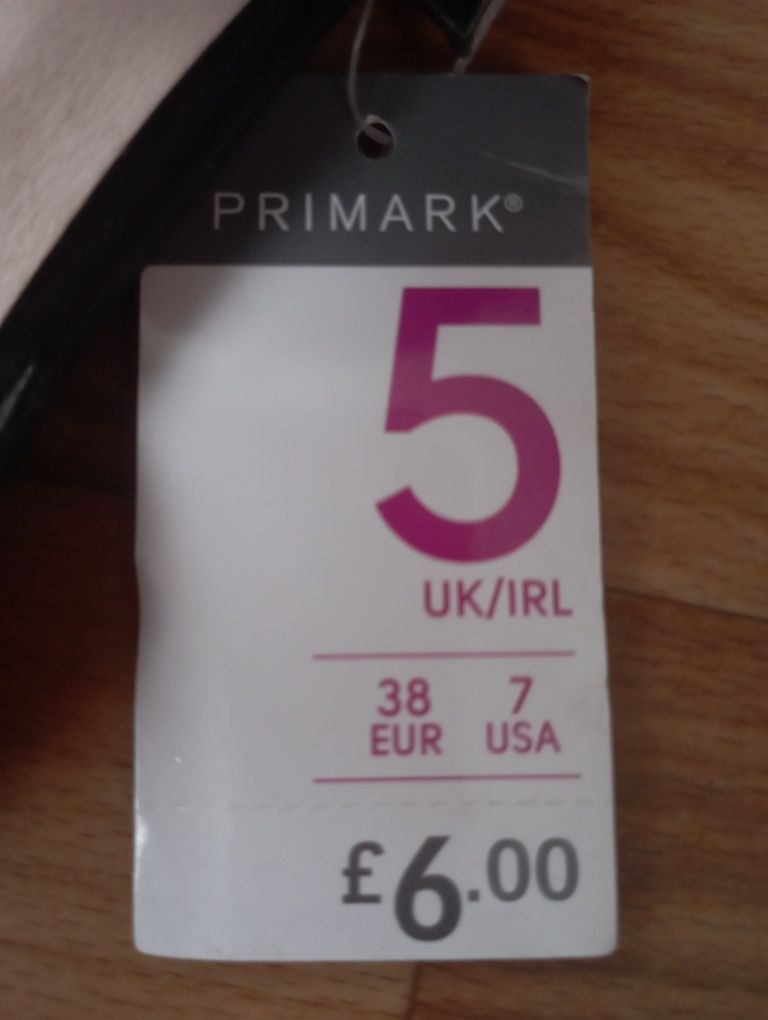 PRIMARK®
5
UK/IRL
38 7
EUR USA
£6.00